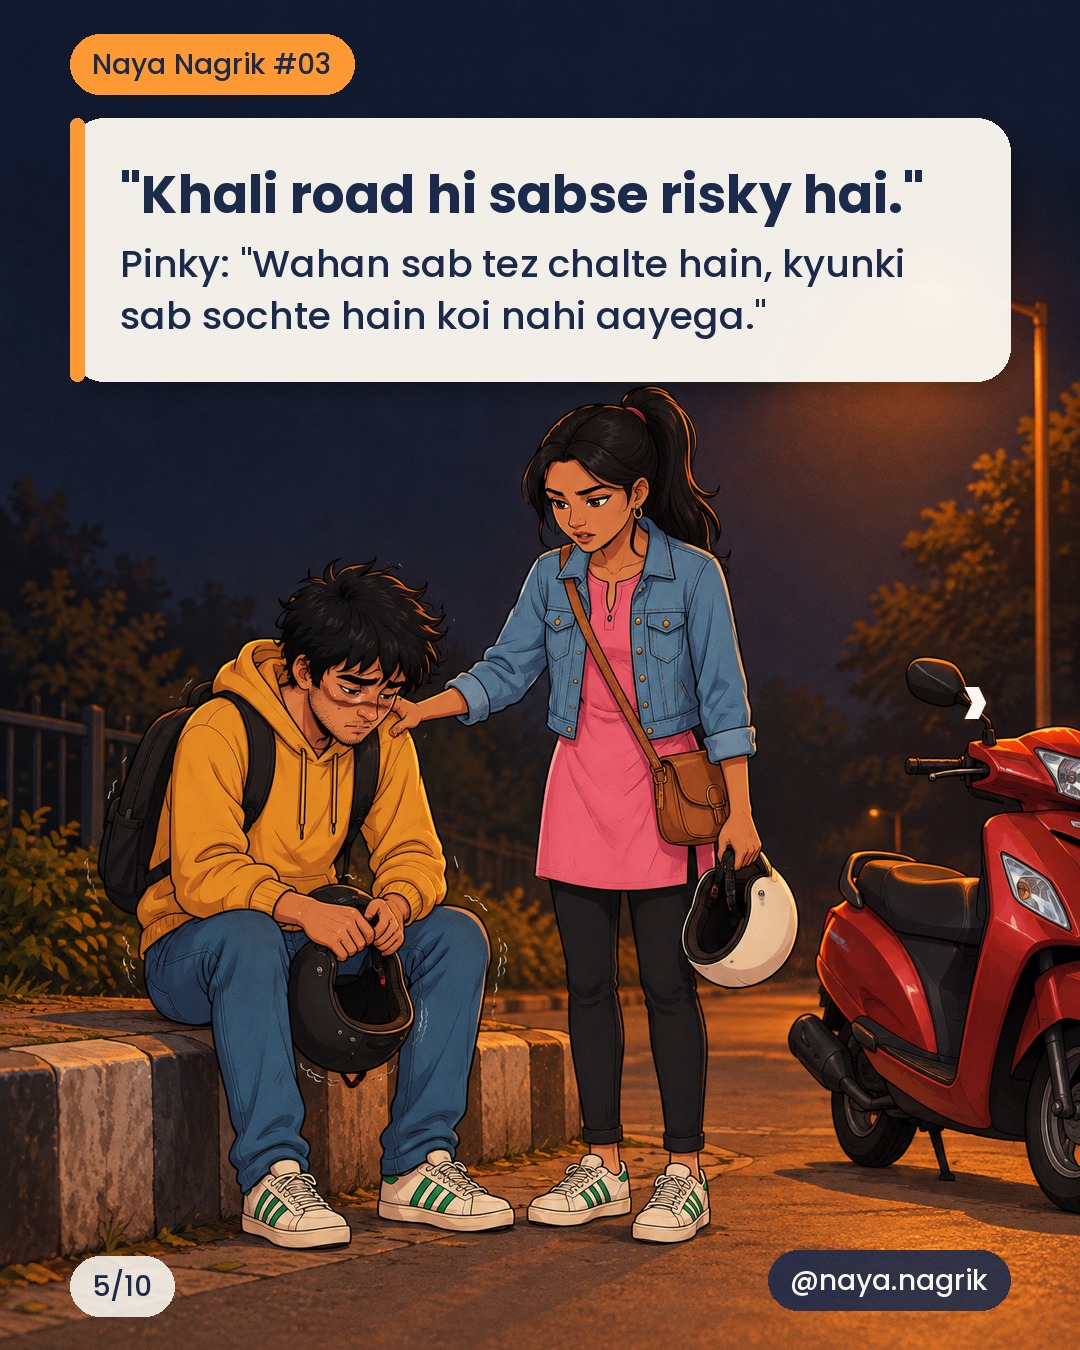 Naya Nagrik #03
"Khali road hi sabse risky hai."
Pinky: "Wahan sab tez chalte hain, kyunki
sab sochte hain koi nahi aayega."
5/10
@naya.nagrik